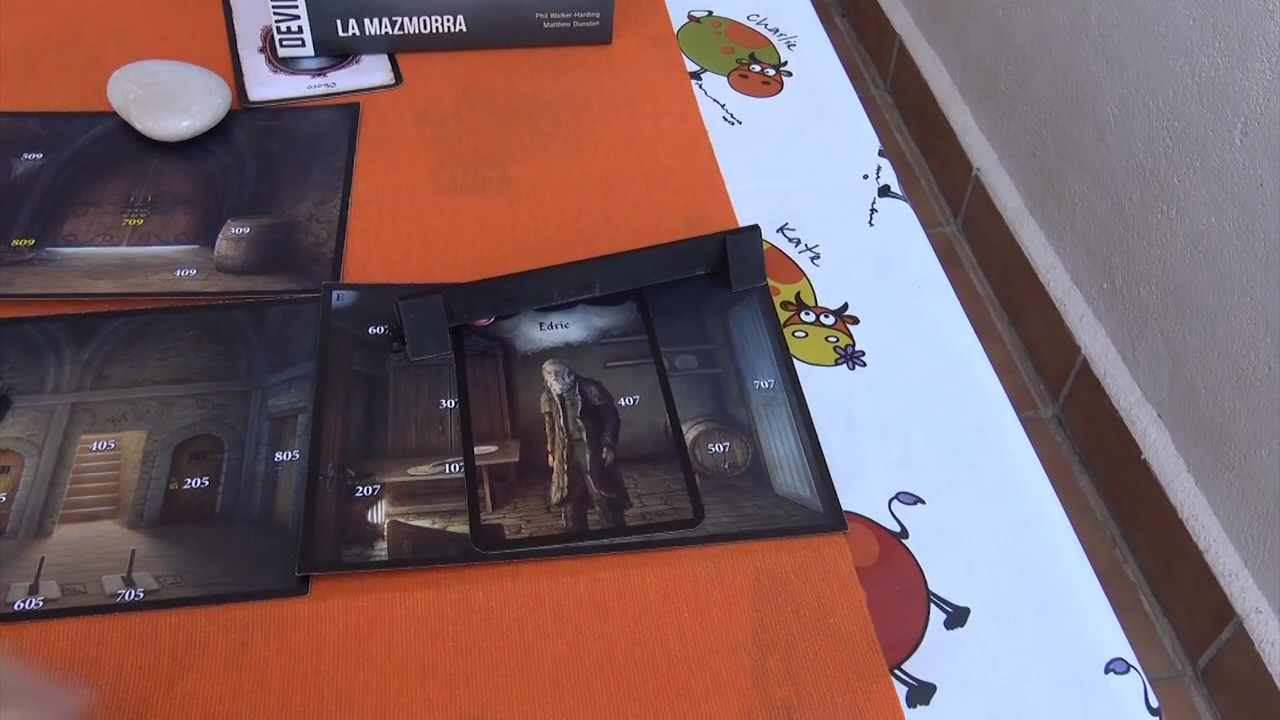 DEVI
LA MAZMORRA
Phil Walker-Harding
Matthew Dunstan
Charlie
509
709
309
809
409
Kate
E
607
Edric
307
407
707
507
107
207
405
205
805
605
705